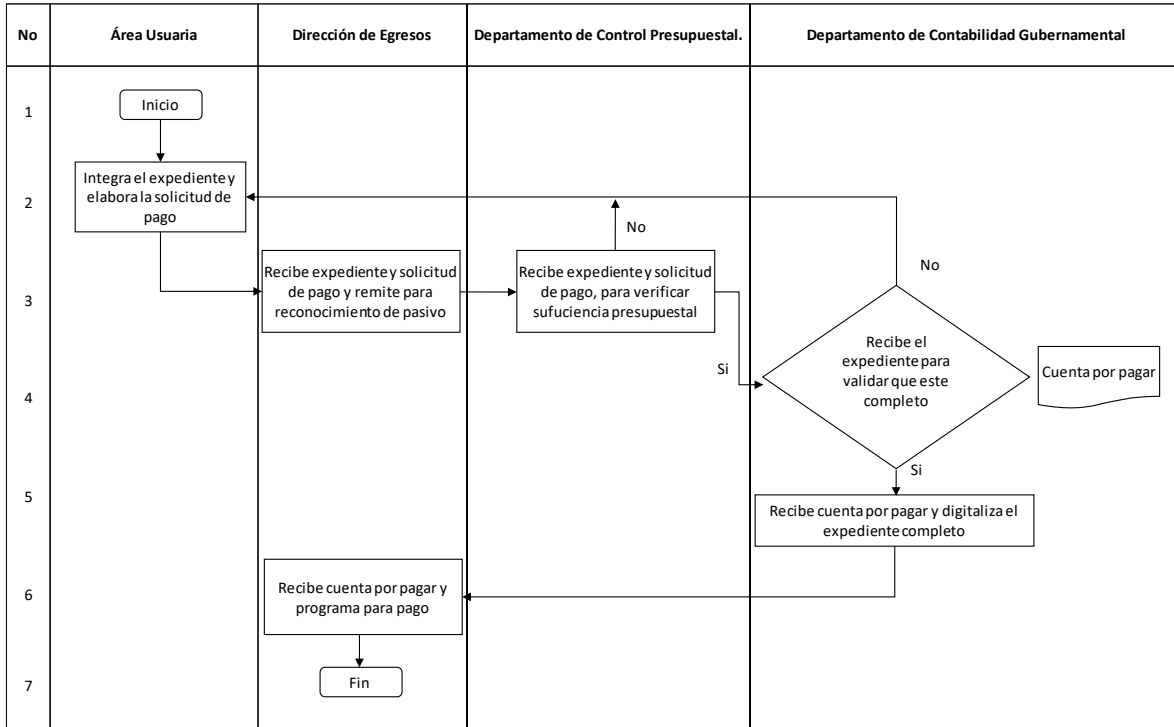 No
Área Usuaria
Dirección de Egresos
Departamento de Control Presupuestal.
Departamento de Contabilidad Gubernamental
1
Inicio
2
Integra el expediente y
elabora la solicitud de
pago
No
3
Recibe expediente y solicitud
de pago y remite para
reconocimiento de pasivo
Recibe expediente y solicitud
de pago, para verificar
sufuciencia presupuestal
No
Si
4
Recibe el
expediente para
validar que este
completo
Cuenta por pagar
Si
5
Recibe cuenta por pagar y digitaliza el
expediente completo
6
Recibe cuenta por pagar y
programa para pago
7
Fin